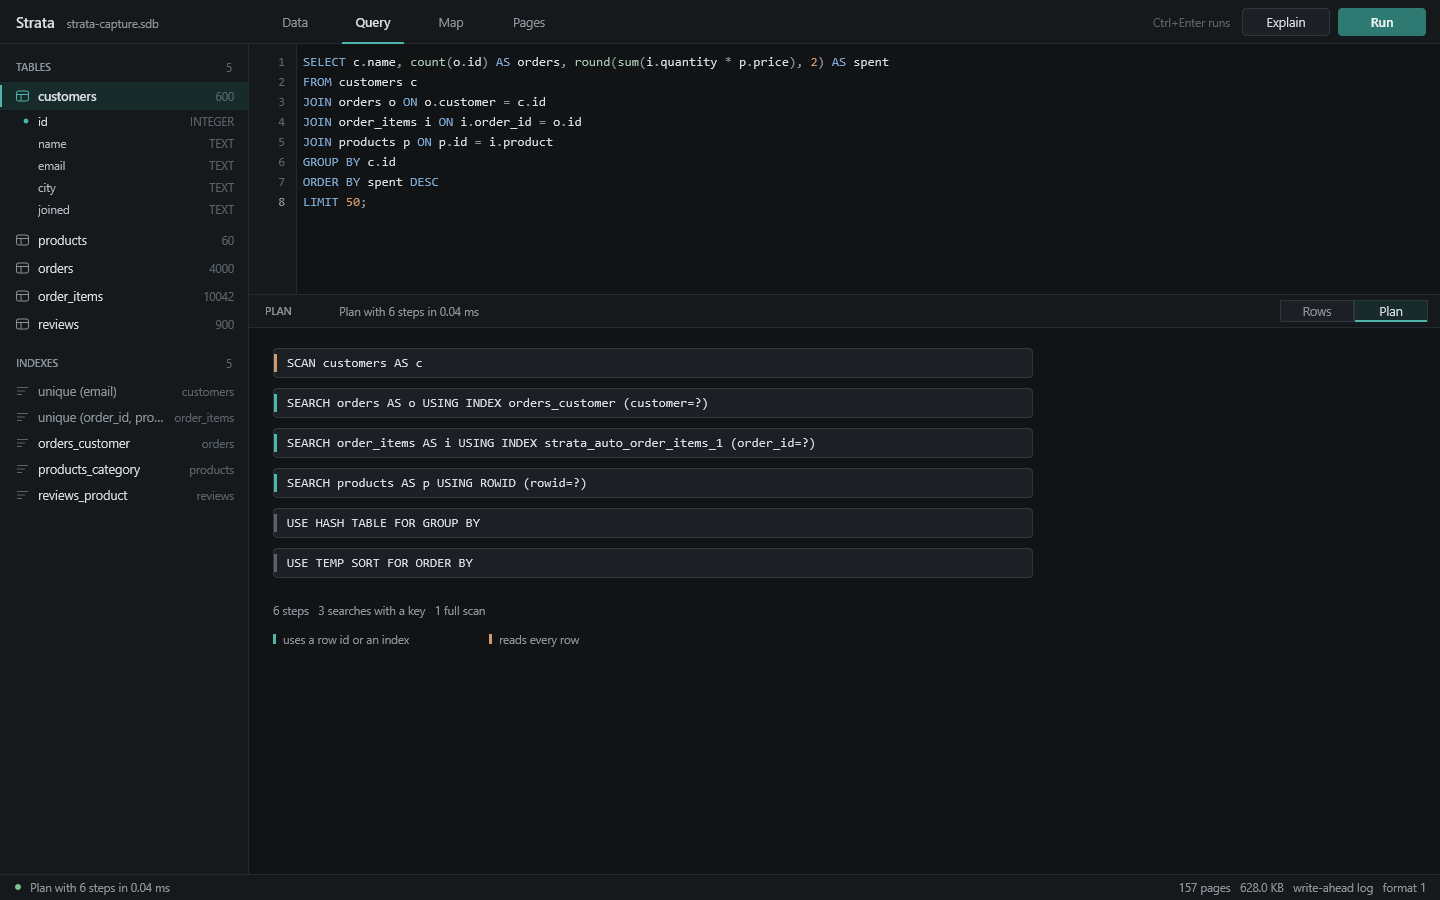 Strata strata-capture.sdb Data Query Map Pages Ctrl+Enter runs Explain Run
TABLES 5
customers 600
id INTEGER
name TEXT
email TEXT
city TEXT
joined TEXT
products 60
orders 4000
order_items 10042
reviews 900
INDEXES 5
unique (email) customers
unique (order_id, pro... order_items
orders_customer orders
products_category products
reviews_product reviews
1 SELECT c.name, count(o.id) AS orders, round(sum(i.quantity * p.price), 2) AS spent
2 FROM customers c
3 JOIN orders o ON o.customer = c.id
4 JOIN order_items i ON i.order_id = o.id
5 JOIN products p ON p.id = i.product
6 GROUP BY c.id
7 ORDER BY spent DESC
8 LIMIT 50;
PLAN Plan with 6 steps in 0.04 ms Rows Plan
SCAN customers AS c
SEARCH orders AS o USING INDEX orders_customer (customer=?)
SEARCH order_items AS i USING INDEX strata_auto_order_items_1 (order_id=?)
SEARCH products AS p USING ROWID (rowid=?)
USE HASH TABLE FOR GROUP BY
USE TEMP SORT FOR ORDER BY
6 steps 3 searches with a key 1 full scan
uses a row id or an index reads every row
Plan with 6 steps in 0.04 ms 157 pages 628.0 KB write-ahead log format 1